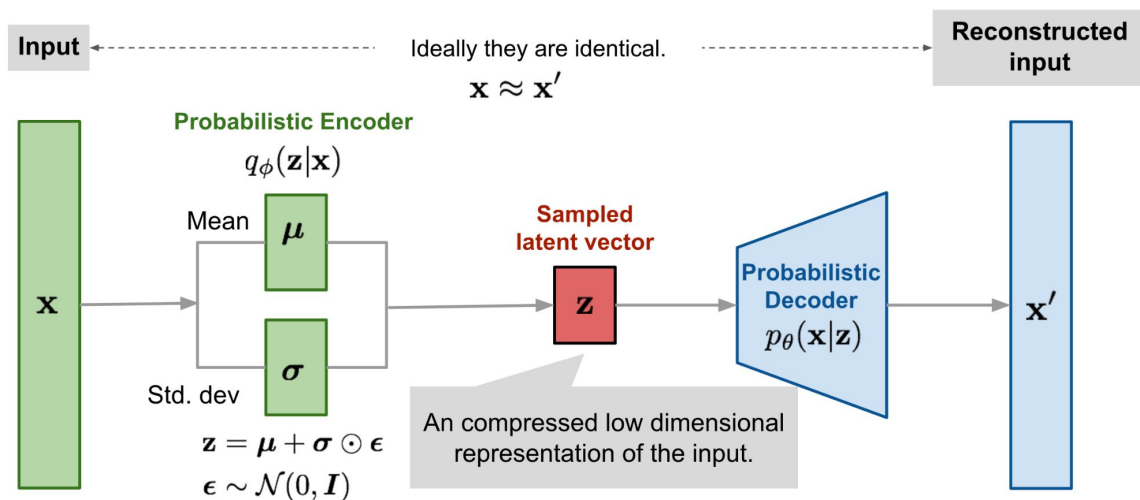 Input
Ideally they are identical.
x ≈ x′
Reconstructed
input
Probabilistic Encoder
qϕ(z|x)
Mean
μ
Sampled
latent vector
x
z
Probabilistic
Decoder
pθ(x|z)
x′
σ
Std. dev
An compressed low dimensional
representation of the input.
z = μ + σ ⊙ ϵ
ϵ ∼ 𝒩(0, I)